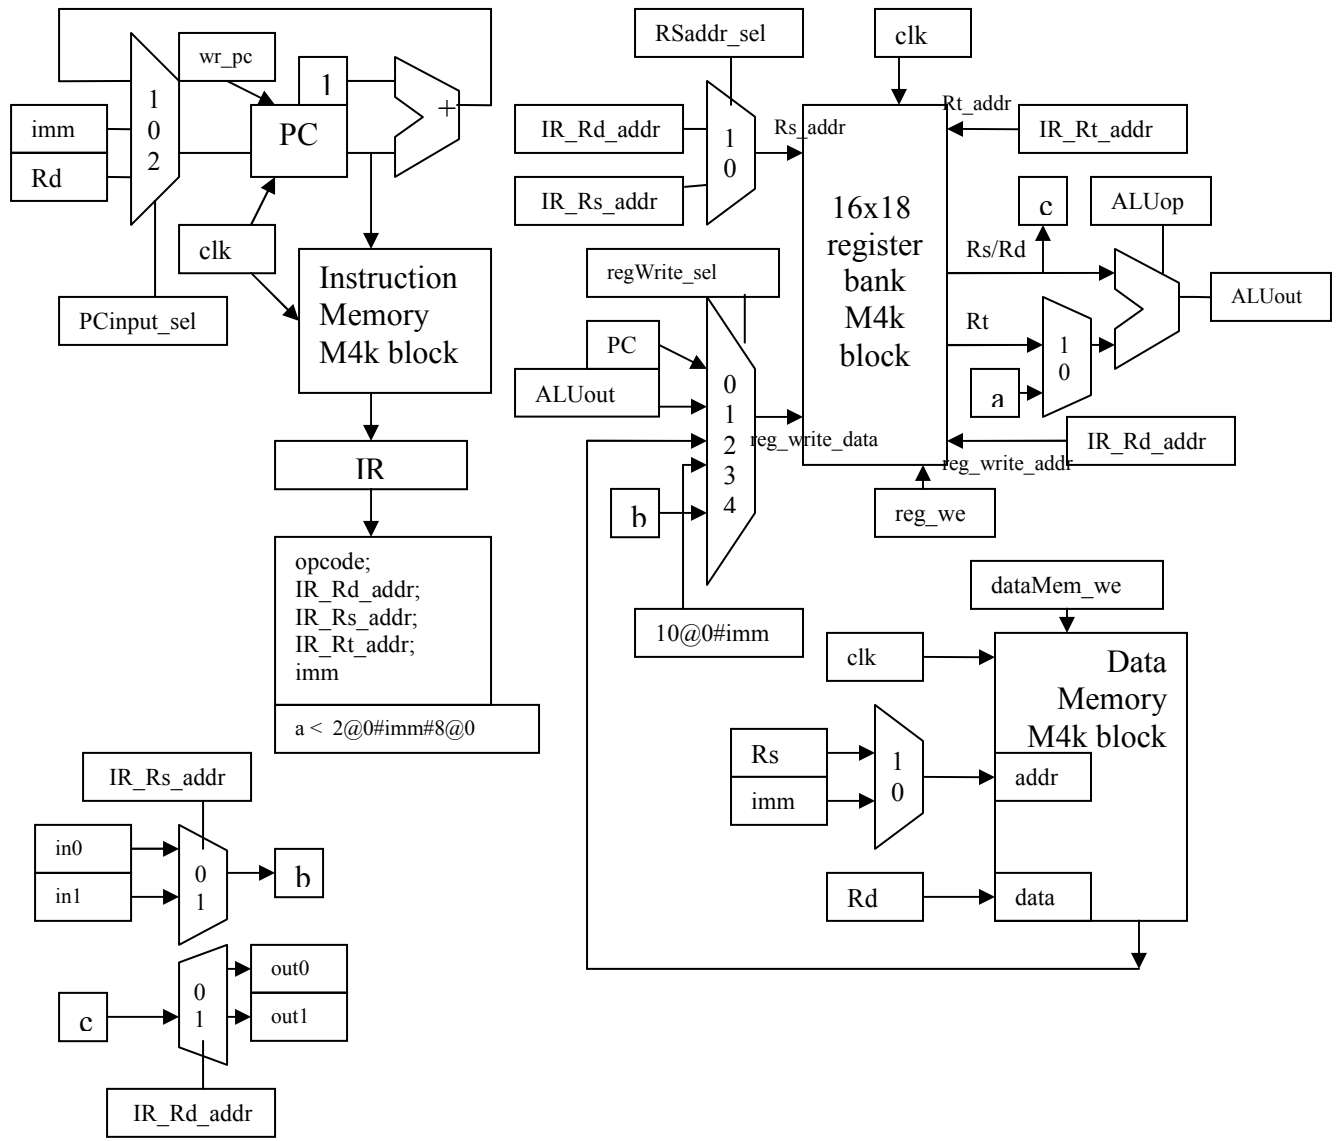 wr_pc
1
+
1
0
2
imm
Rd
PC
clk
PCinput_sel
Instruction
Memory
M4k block
IR
opcode;
IR_Rd_addr;
IR_Rs_addr;
IR_Rt_addr;
imm
a < 2@0#imm#8@0
RSaddr_sel
clk
IR_Rd_addr
IR_Rs_addr
1
0
Rs_addr
Rt_addr
IR_Rt_addr
16x18
register
bank
M4k
block
c
ALUop
Rs/Rd
Rt
1
0
a
ALUout
IR_Rd_addr
reg_write_addr
reg_we
regWrite_sel
PC
ALUout
0
1
2
3
4
reg_write_data
b
10@0#imm
dataMem_we
clk
Data
Memory
M4k block
Rs
imm
1
0
addr
Rd
data
IR_Rs_addr
in0
in1
0
1
b
c
0
1
out0
out1
IR_Rd_addr